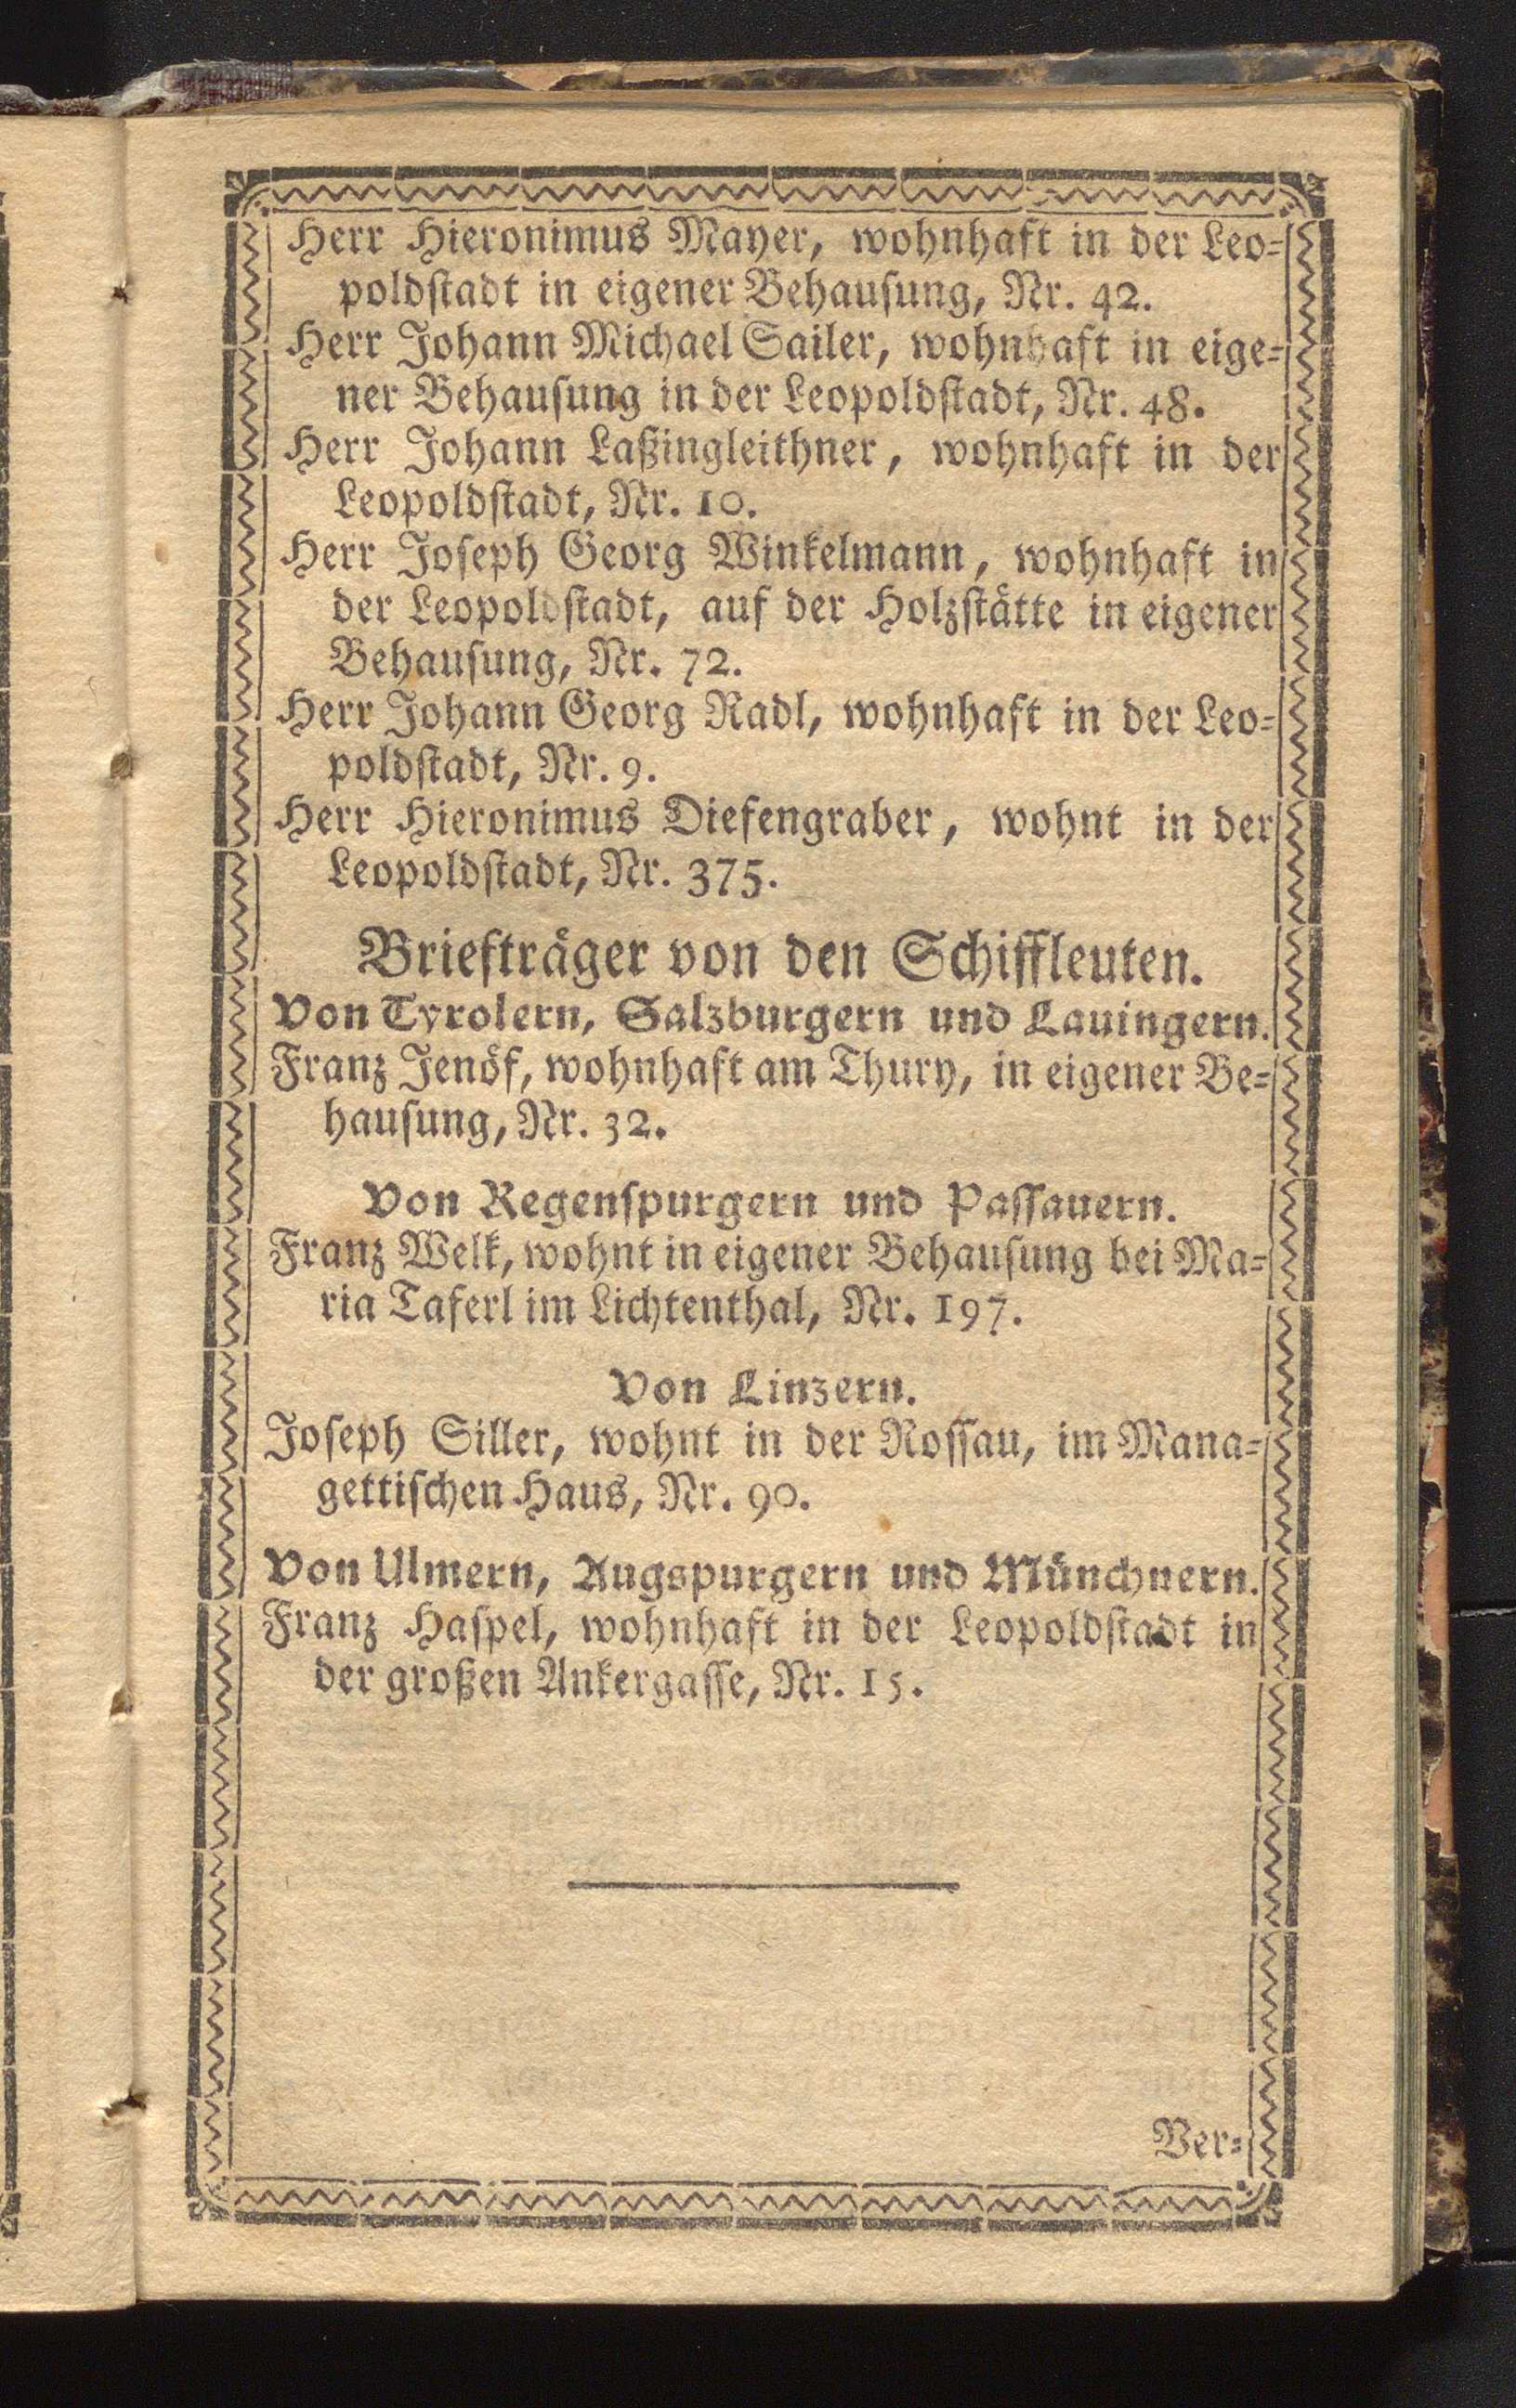 Herr Hieronimus Mayer, wohnhaft in der Leo-
poldstadt in eigener Behausung, Nr. 42.
Herr Johann Michael Sailer, wohnhaft in eige-
ner Behausung in der Leopoldstadt, Nr. 48.
Herr Johann Laßingleithner, wohnhaft in der
Leopoldstadt, Nr. 10.
Herr Joseph Georg Winkelmann, wohnhaft in
der Leopoldstadt, auf der Holzstätte in eigener
Behausung, Nr. 72.
Herr Johann Georg Radl, wohnhaft in der Leo-
poldstadt, Nr. 9.
Herr Hieronimus Diefengraber, wohnt in der
Leopoldstadt, Nr. 375.
Briefträger von den Schiffleuten.
Von Tyrolern, Salzburgern und Lauingern.
Franz Jenöf, wohnhaft am Thury, in eigener Be-
hausung, Nr. 32.
Von Regenspurgern und Passauern.
Franz Welk, wohnt in eigener Behausung bei Ma-
ria Taferl im Lichtenthal, Nr. 197.
Von Linzern.
Joseph Siller, wohnt in der Rossau, im Mana-
gettischen Haus, Nr. 90.
Von Ulmern, Augspurgern und Münchnern.
Franz Haspel, wohnhaft in der Leopoldstadt in
der großen Ankergasse, Nr. 15.
Ver-